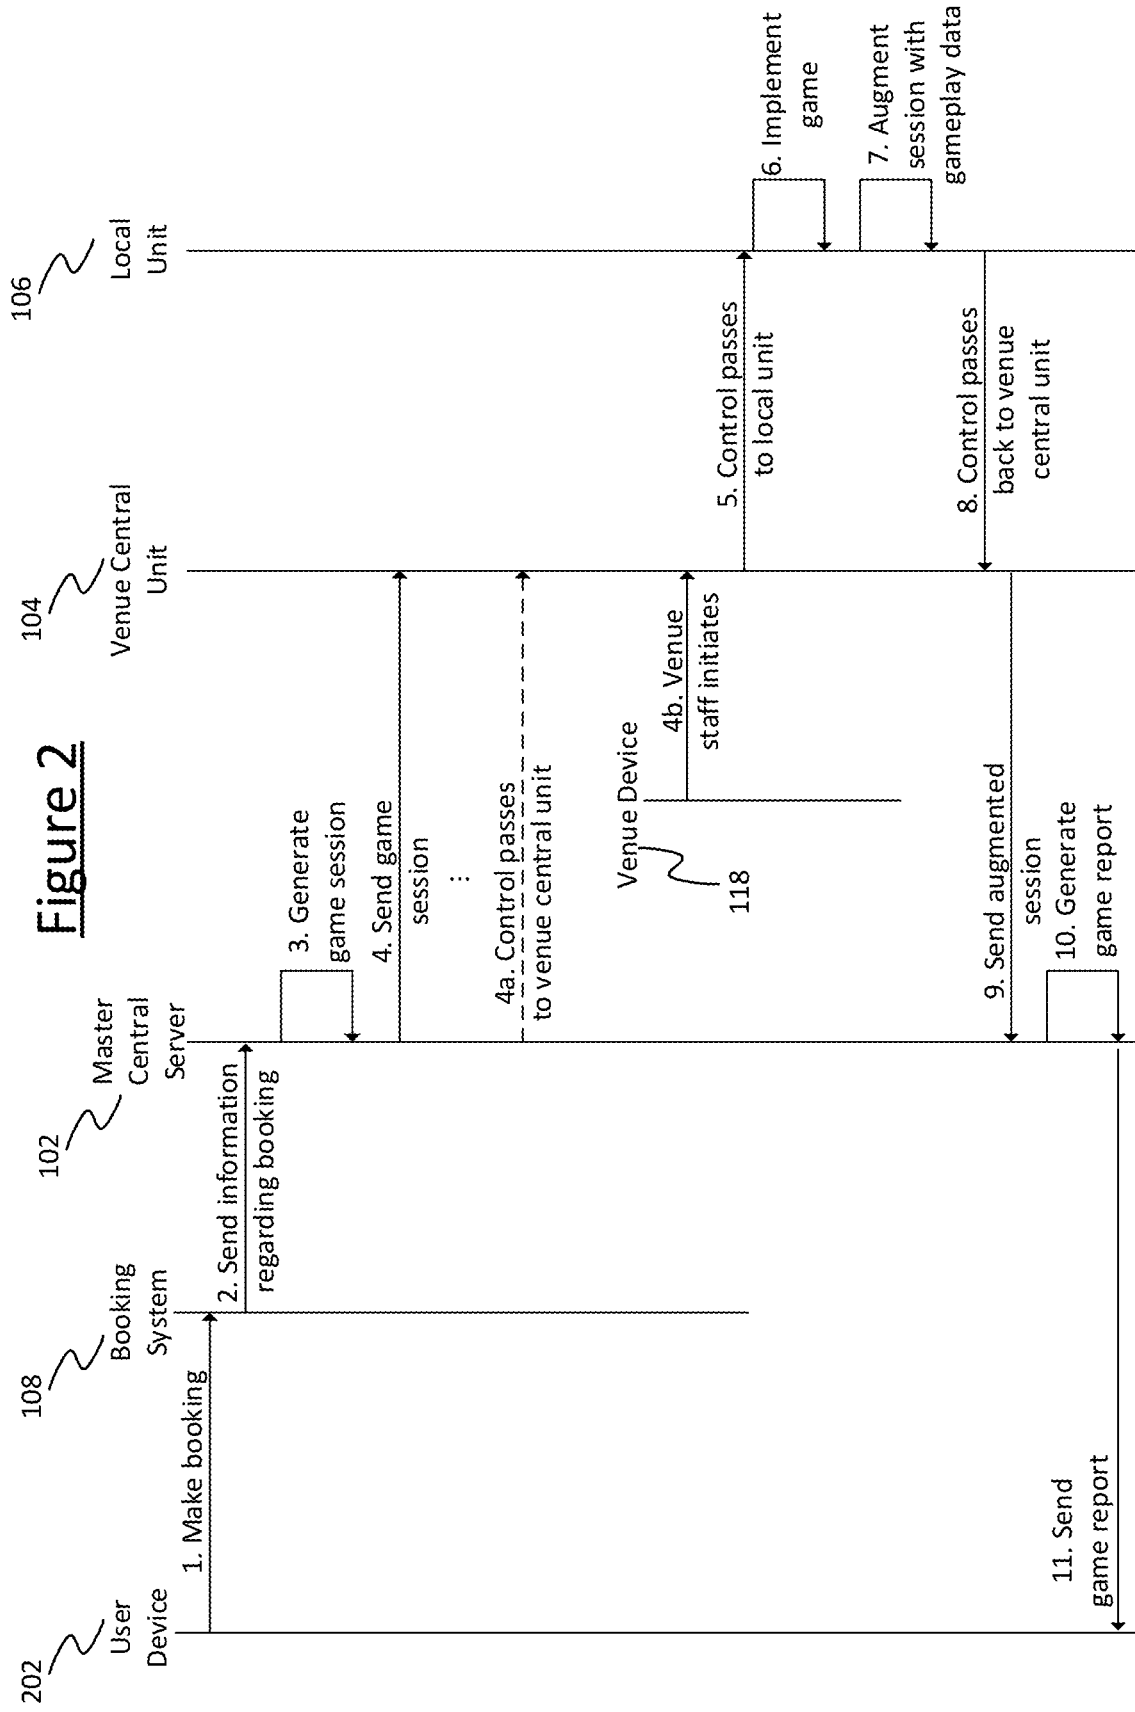 Figure 2
202
User
Device
108
Booking
System
102
Master
Central
Server
104
Venue Central
Unit
106
Local
Unit
1. Make booking
2. Send information
regarding booking
3. Generate
game session
4. Send game
session
...
4a. Control passes
to venue central unit
Venue Device
118
4b. Venue
staff initiates
5. Control passes
to local unit
6. Implement
game
7. Augment
session with
gameplay data
8. Control passes
back to venue
central unit
9. Send augmented
session
10. Generate
game report
11. Send
game report